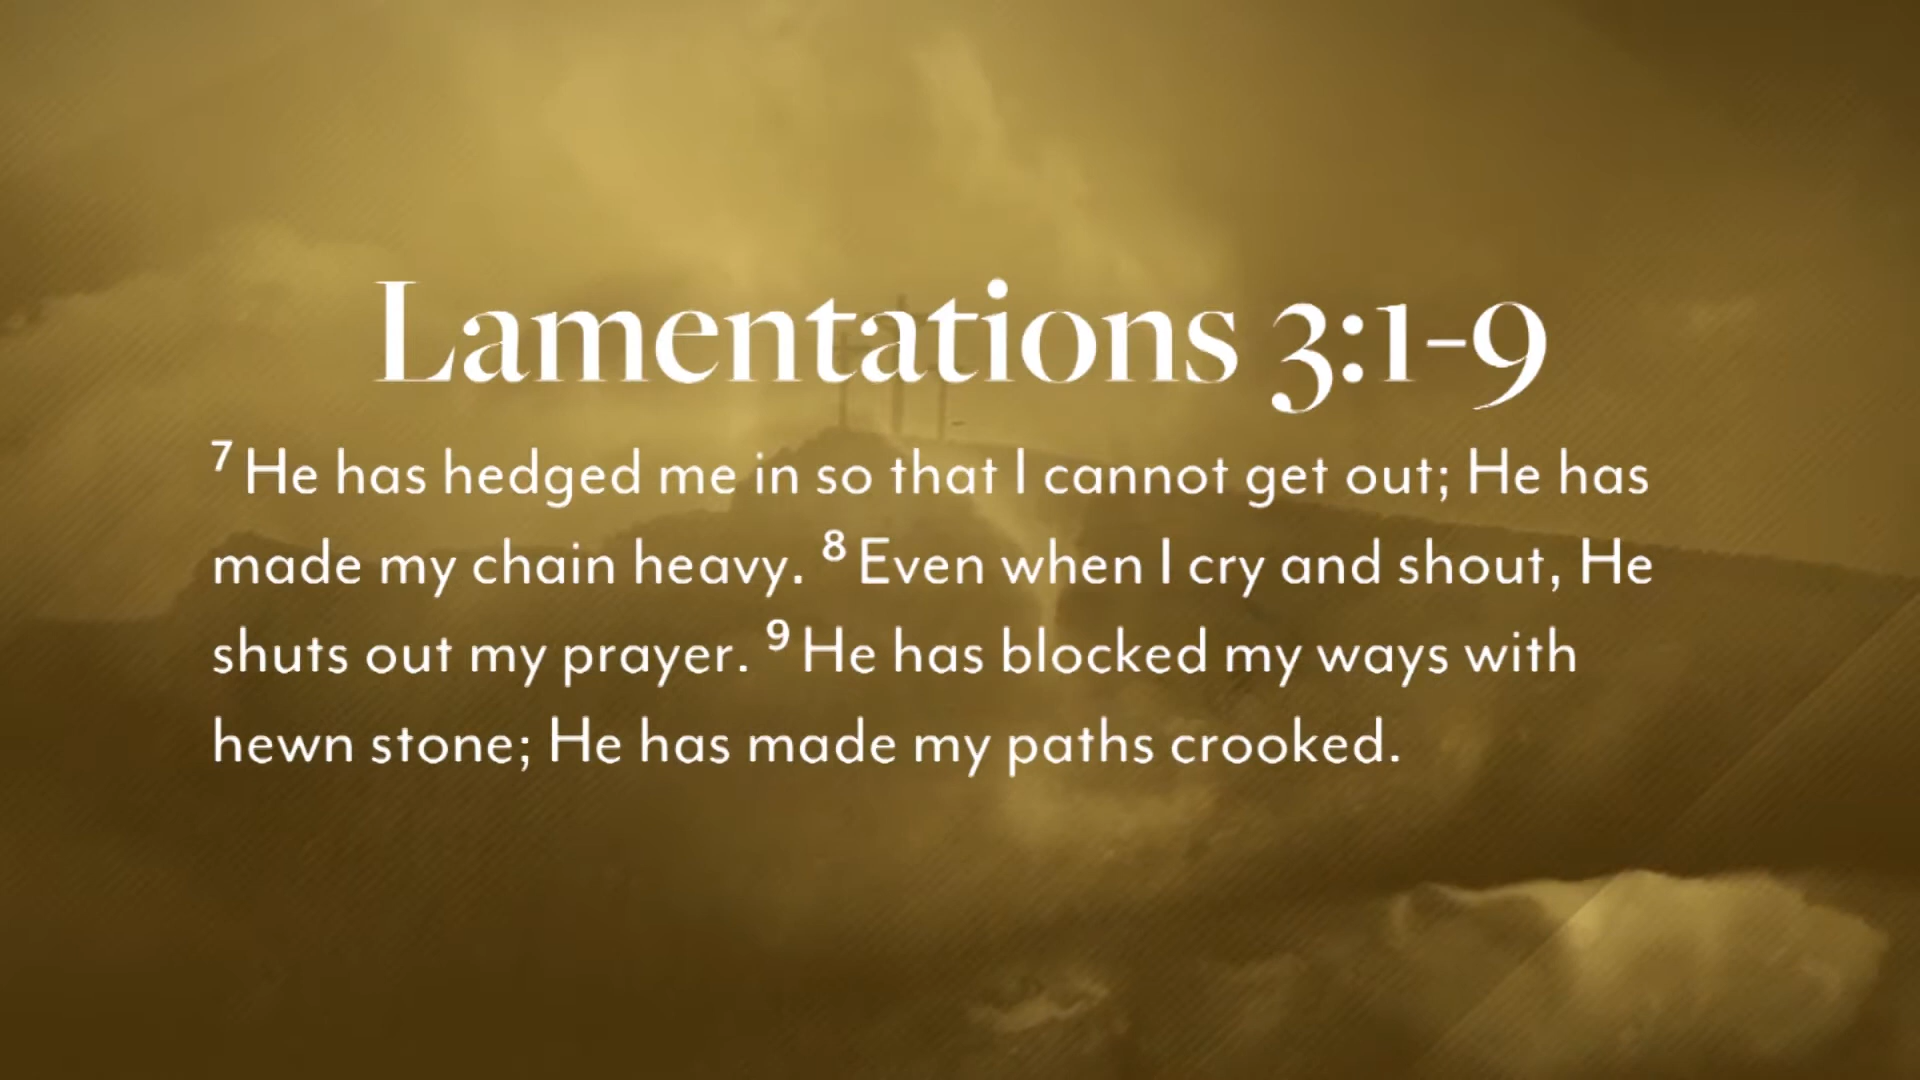 Lamentations 3:1-9
7 He has hedged me in so that I cannot get out; He has
made my chain heavy. 8 Even when I cry and shout, He
shuts out my prayer. 9 He has blocked my ways with
hewn stone; He has made my paths crooked.